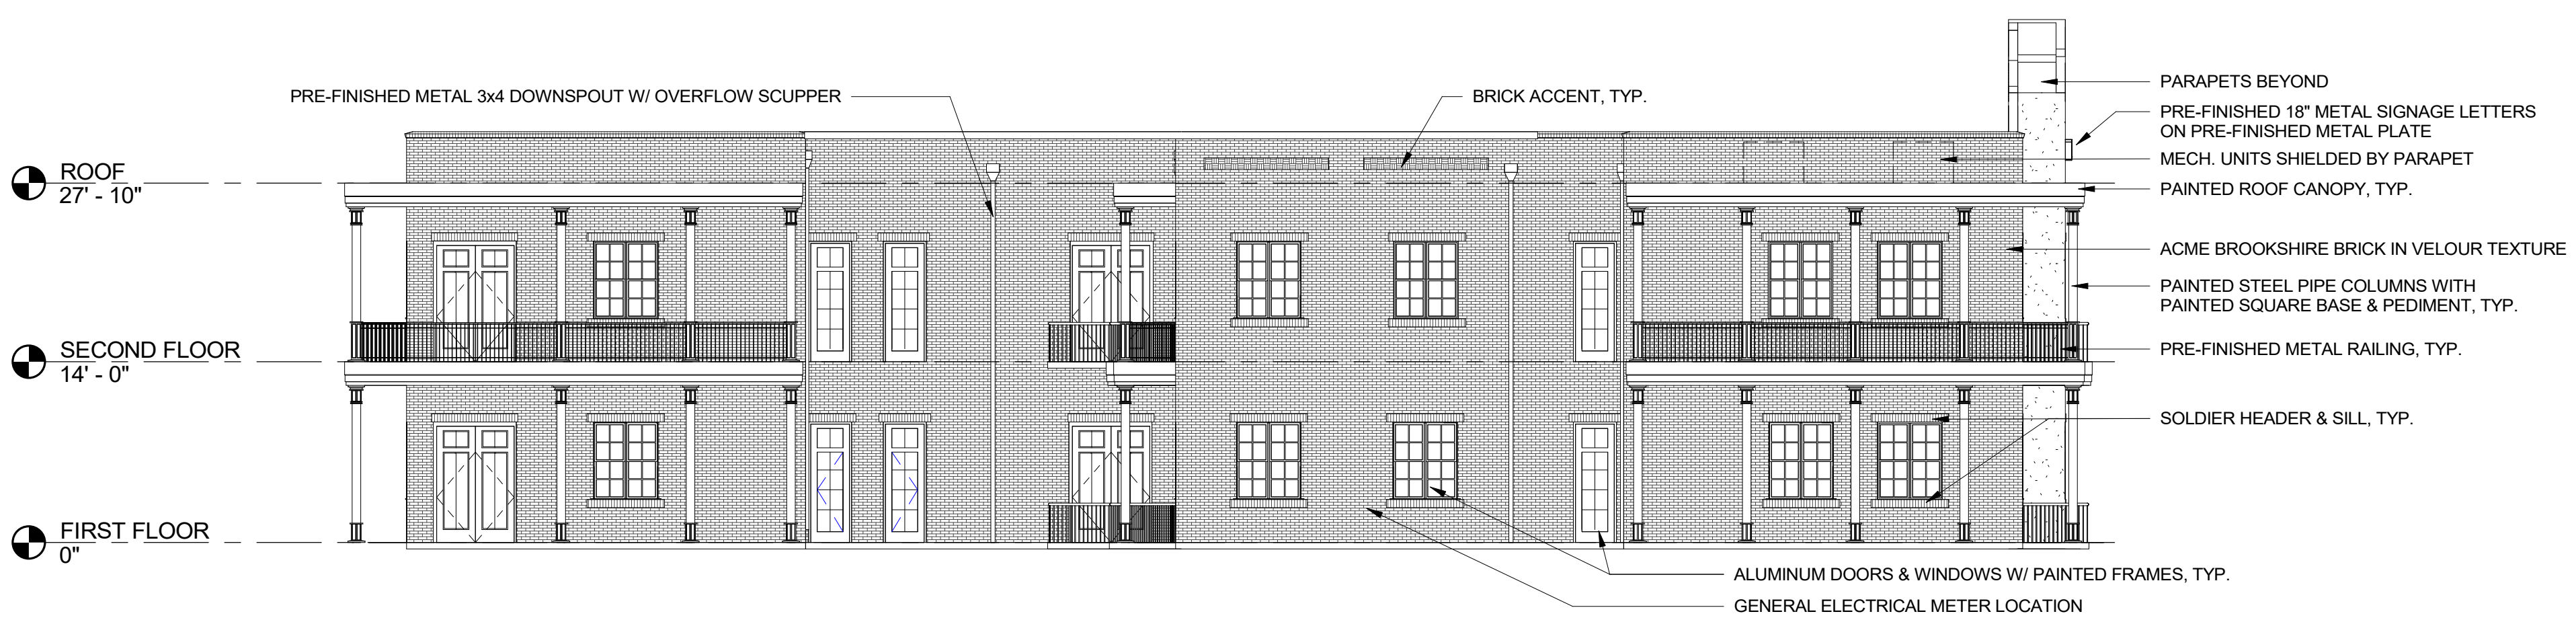 PARAPETS BEYOND
PRE-FINISHED METAL 3x4 DOWNSPOUT W/ OVERFLOW SCUPPER
BRICK ACCENT, TYP.
PRE-FINISHED 18" METAL SIGNAGE LETTERS
ON PRE-FINISHED METAL PLATE
MECH. UNITS SHIELDED BY PARAPET
ROOF
27' - 10"
PAINTED ROOF CANOPY, TYP.
ACME BROOKSHIRE BRICK IN VELOUR TEXTURE
PAINTED STEEL PIPE COLUMNS WITH
PAINTED SQUARE BASE & PEDIMENT, TYP.
SECOND FLOOR
14' - 0"
PRE-FINISHED METAL RAILING, TYP.
SOLDIER HEADER & SILL, TYP.
FIRST FLOOR
0"
ALUMINUM DOORS & WINDOWS W/ PAINTED FRAMES, TYP.
GENERAL ELECTRICAL METER LOCATION